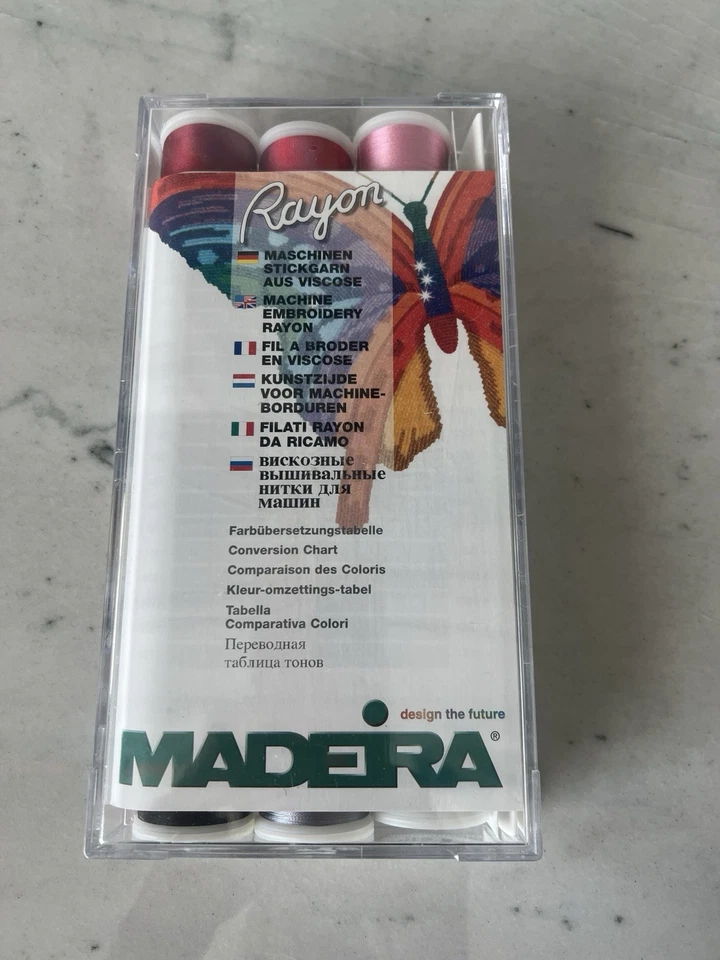 Rayon
MASCHINEN
STICKGARN
AUS VISCOSE
MACHINE
EMBROIDERY
RAYON
FIL A BRODER
EN VISCOSE
KUNSTZIJDE
VOOR MACHINE-
BORDUREN
FILATI RAYON
DA RICAMO
вискозные
вышивальные
нитки для
машин
Farbübersetzungstabelle
Conversion Chart
Comparaison des Coloris
Kleur-omzettings-tabel
Tabella
Comparativa Colori
Переводная
таблица тонов
design the future
MADEIRA®